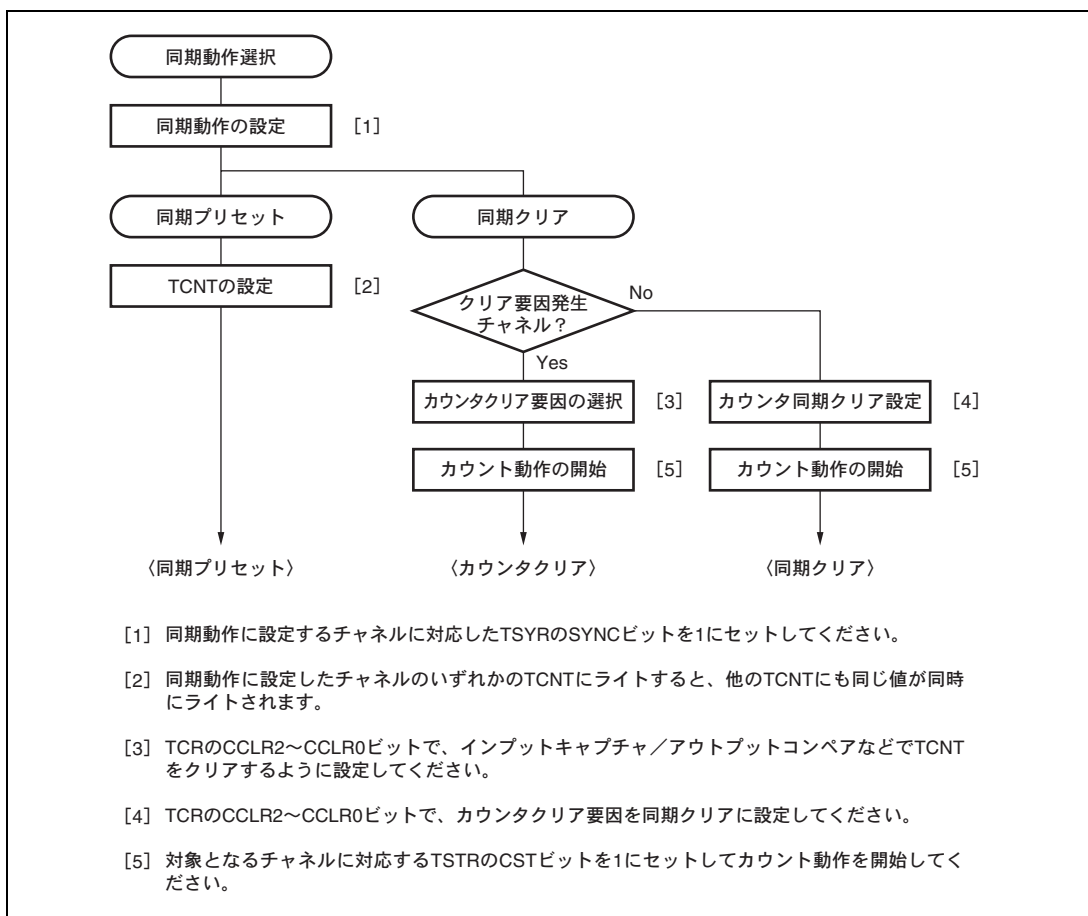 同期動作選択
同期動作の設定 [1]
同期プリセット
同期クリア
TCNTの設定 [2]
クリア要因発生
チャネル？
No
Yes
カウンタクリア要因の選択 [3]
カウンタ同期クリア設定 [4]
カウント動作の開始 [5]
カウント動作の開始 [5]
〈同期プリセット〉
〈カウンタクリア〉
〈同期クリア〉
[1] 同期動作に設定するチャネルに対応したTSYRのSYNCビットを1にセットしてください。
[2] 同期動作に設定したチャネルのいずれかのTCNTにライトすると、他のTCNTにも同じ値が同時
にライトされます。
[3] TCRのCCLR2～CCLR0ビットで、インプットキャプチャ／アウトプットコンペアなどでTCNT
をクリアするように設定してください。
[4] TCRのCCLR2～CCLR0ビットで、カウンタクリア要因を同期クリアに設定してください。
[5] 対象となるチャネルに対応するTSTRのCSTビットを1にセットしてカウント動作を開始してく
ださい。